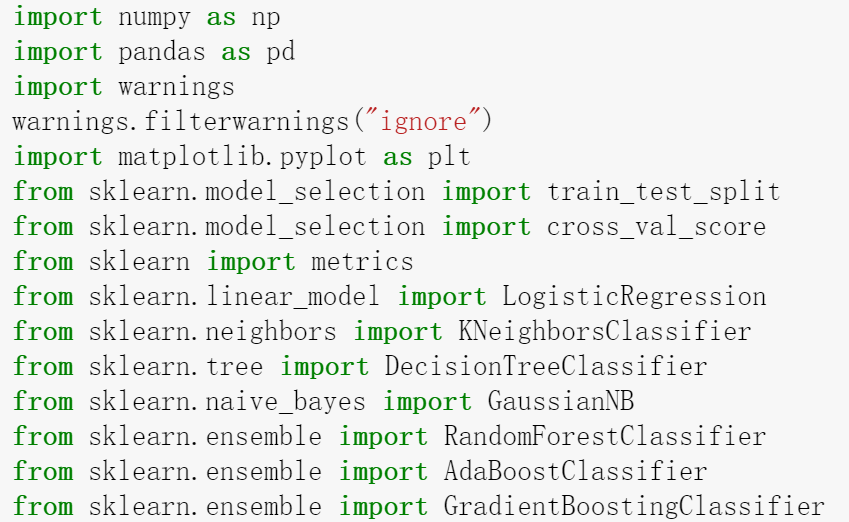 import numpy as np
import pandas as pd
import warnings
warnings.filterwarnings("ignore")
import matplotlib.pyplot as plt
from sklearn.model_selection import train_test_split
from sklearn.model_selection import cross_val_score
from sklearn import metrics
from sklearn.linear_model import LogisticRegression
from sklearn.neighbors import KNeighborsClassifier
from sklearn.tree import DecisionTreeClassifier
from sklearn.naive_bayes import GaussianNB
from sklearn.ensemble import RandomForestClassifier
from sklearn.ensemble import AdaBoostClassifier
from sklearn.ensemble import GradientBoostingClassifier